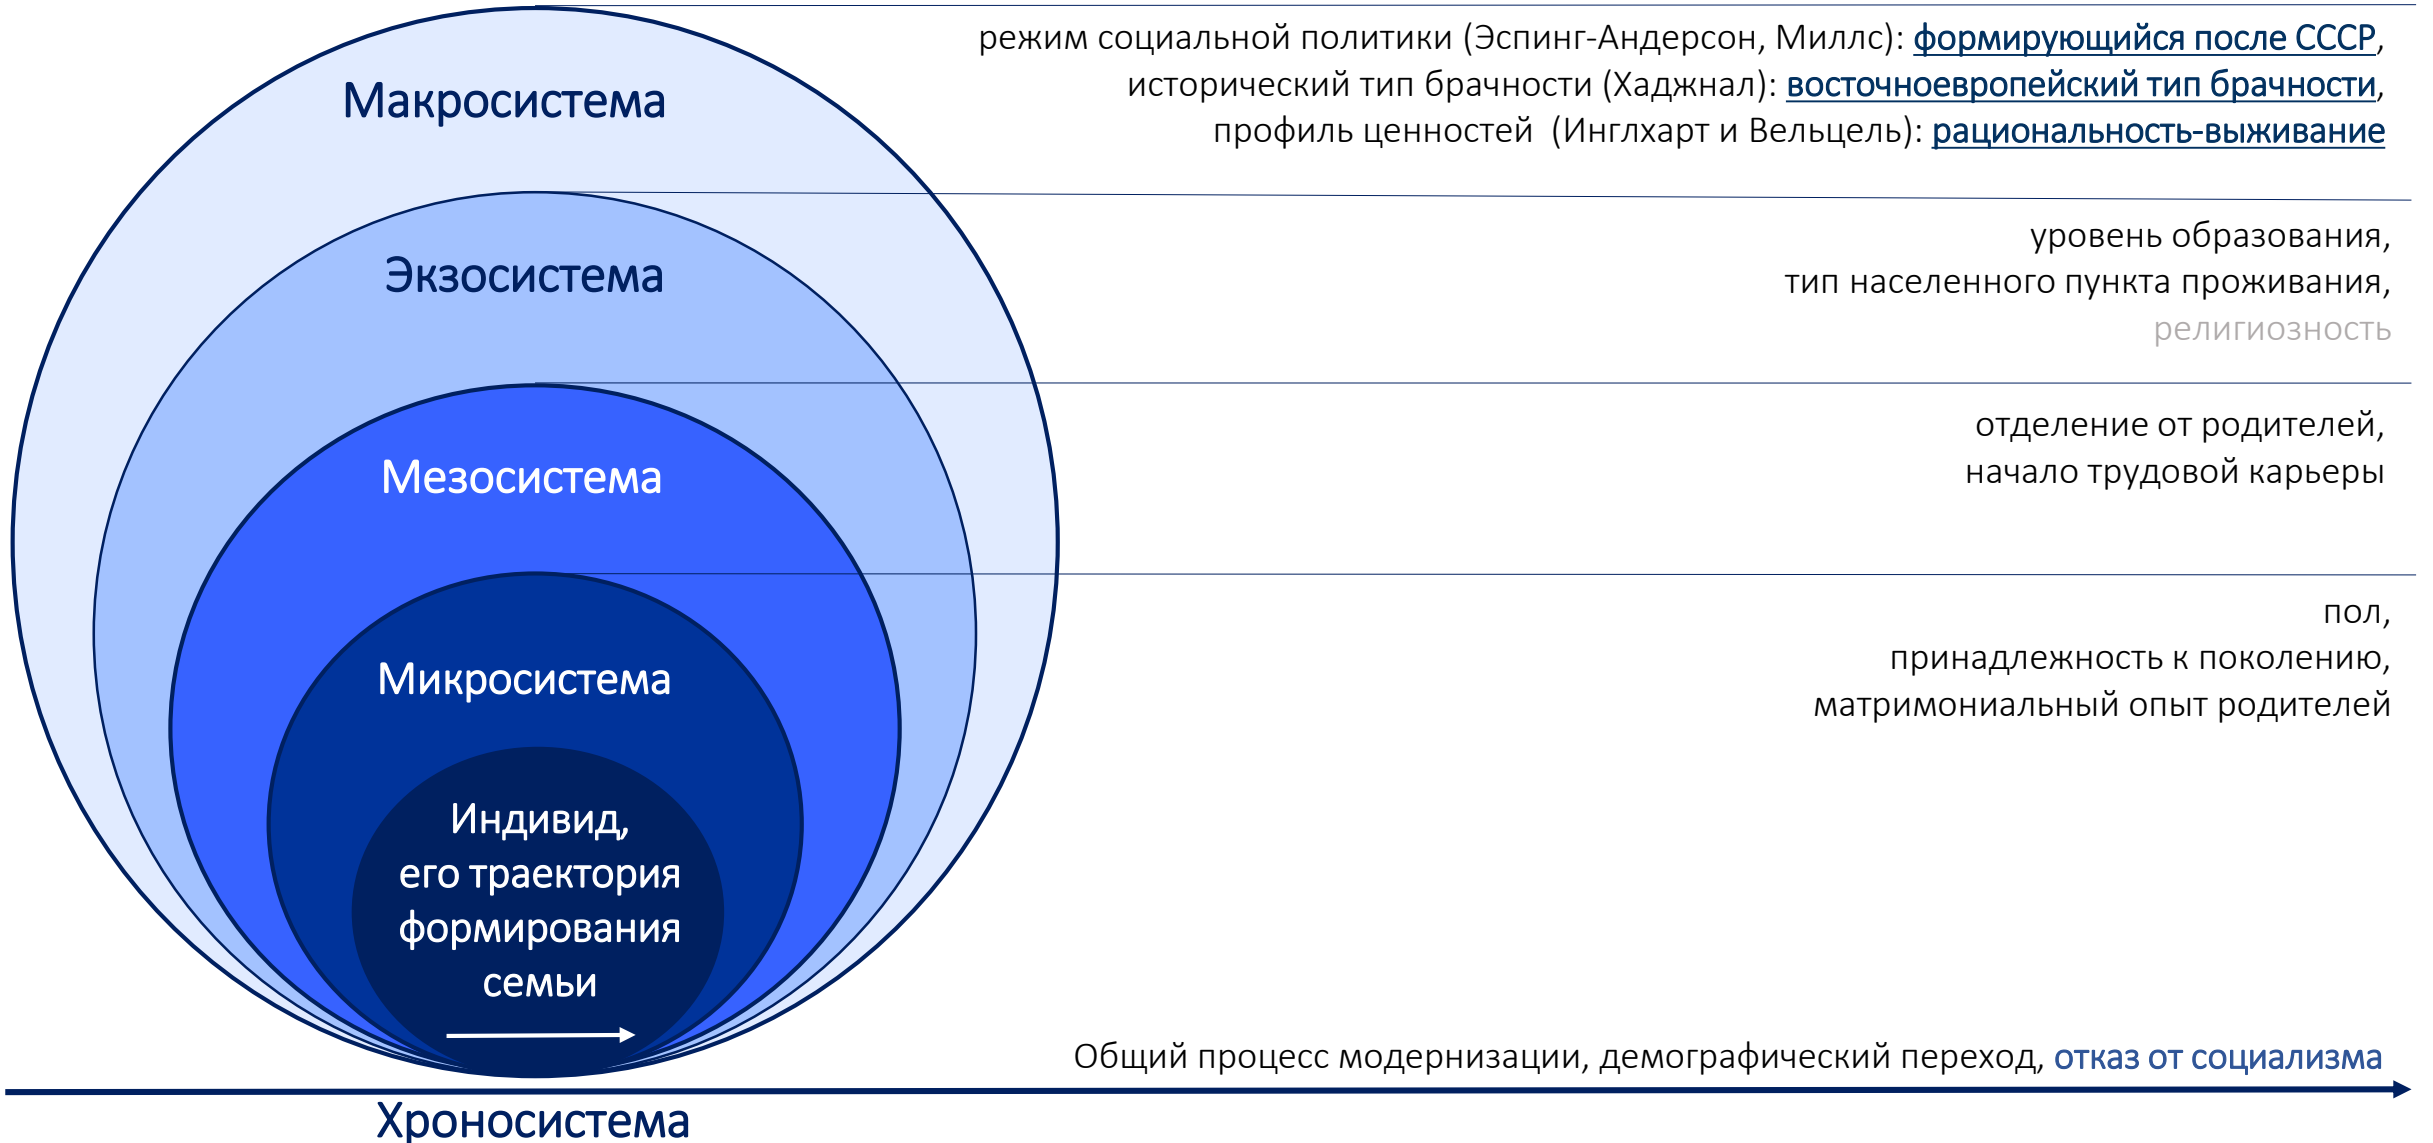 Макросистема
режим социальной политики (Эспинг-Андерсон, Миллс): формирующийся после СССР,
исторический тип брачности (Хаджнал): восточноевропейский тип брачности,
профиль ценностей (Инглхарт и Вельцель): рациональность-выживание
Экзосистема
уровень образования,
тип населенного пункта проживания,
религиозность
Мезосистема
отделение от родителей,
начало трудовой карьеры
Микросистема
пол,
принадлежность к поколению,
матримониальный опыт родителей
Индивид,
его траектория
формирования
семьи
Общий процесс модернизации, демографический переход, отказ от социализма
Хроносистема